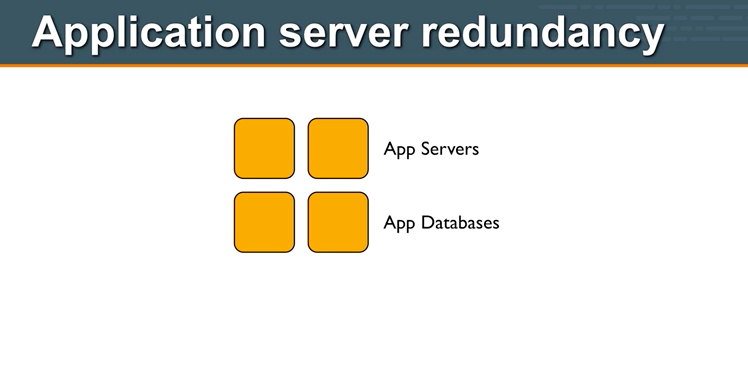 Application server redundancy
App Servers
App Databases